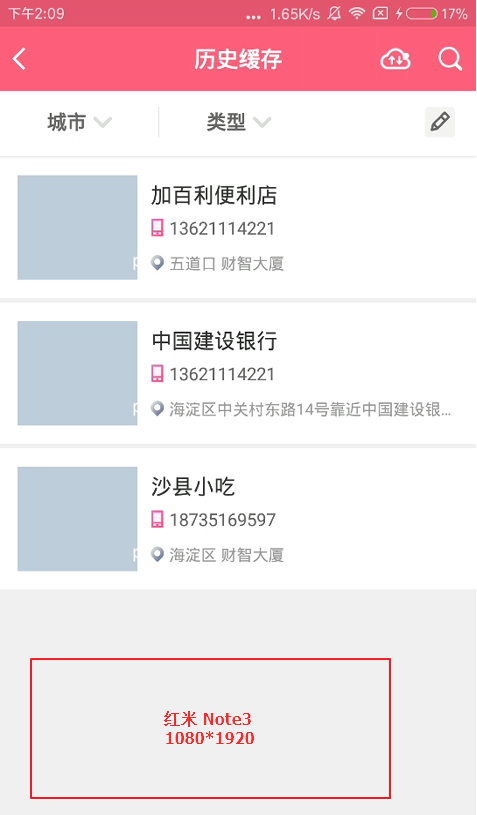 下午2:09 ... 1.65K/s 17%
历史缓存
城市 类型
加百利便利店
13621114221
五道口 财智大厦
中国建设银行
13621114221
海淀区中关村东路14号靠近中国建设银...
沙县小吃
18735169597
海淀区 财智大厦
红米 Note3
1080*1920